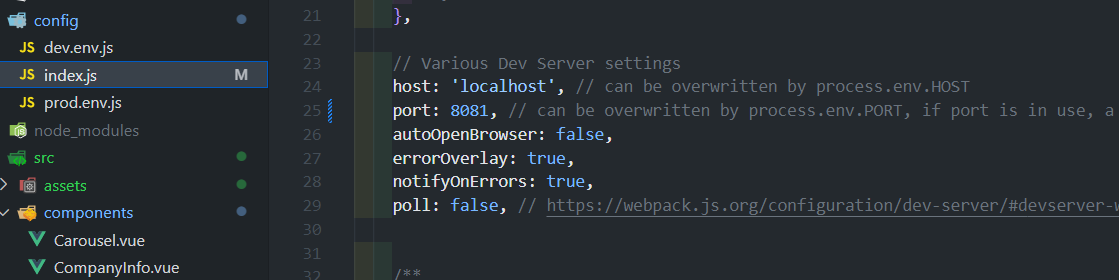 config
JS dev.env.js
JS index.js M
JS prod.env.js
node_modules
src
assets
components
Carousel.vue
CompanyInfo.vue
21 },
22
23 // Various Dev Server settings
24 host: 'localhost', // can be overwritten by process.env.HOST
25 port: 8081, // can be overwritten by process.env.PORT, if port is in use, a
26 autoOpenBrowser: false,
27 errorOverlay: true,
28 notifyOnErrors: true,
29 poll: false, // https://webpack.js.org/configuration/dev-server/#devserver-w
30
31
32 /**